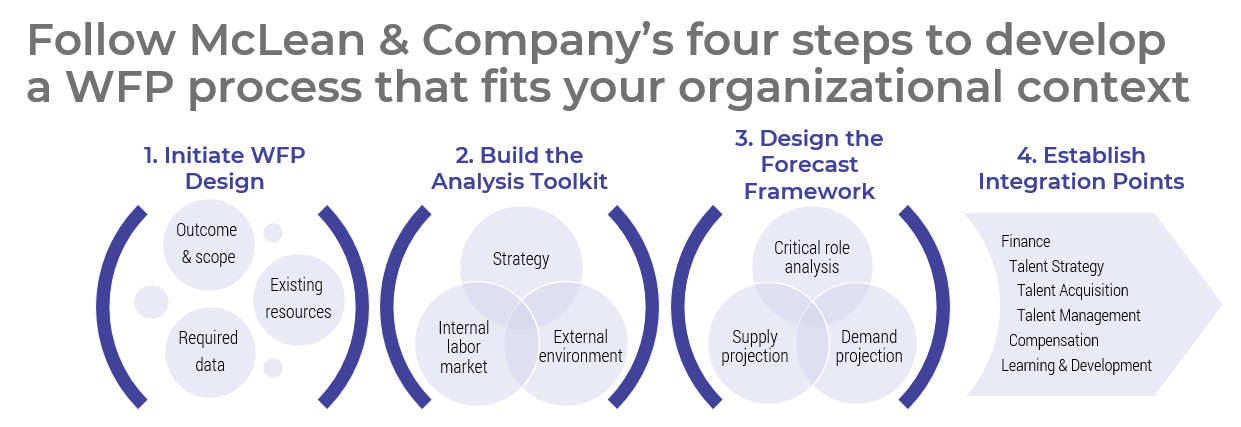 Follow McLean & Company’s four steps to develop
a WFP process that fits your organizational context
1. Initiate WFP
Design
Outcome
& scope
Existing
resources
Required
data
2. Build the
Analysis Toolkit
Strategy
Internal
labor
market
External
environment
3. Design the
Forecast
Framework
Critical role
analysis
Supply
projection
Demand
projection
4. Establish
Integration Points
Finance
Talent Strategy
Talent Acquisition
Talent Management
Compensation
Learning & Development